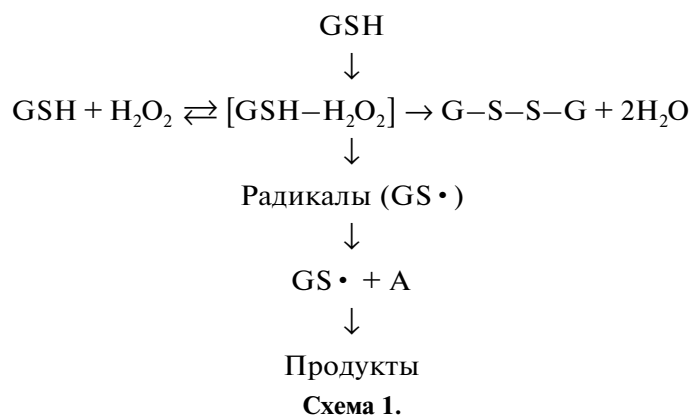 GSH
↓
GSH + H₂O₂ ⇄ [GSH–H₂O₂] → G–S–S–G + 2H₂O
↓
Радикалы (GS•)
↓
GS• + A
↓
Продукты
Схема 1.